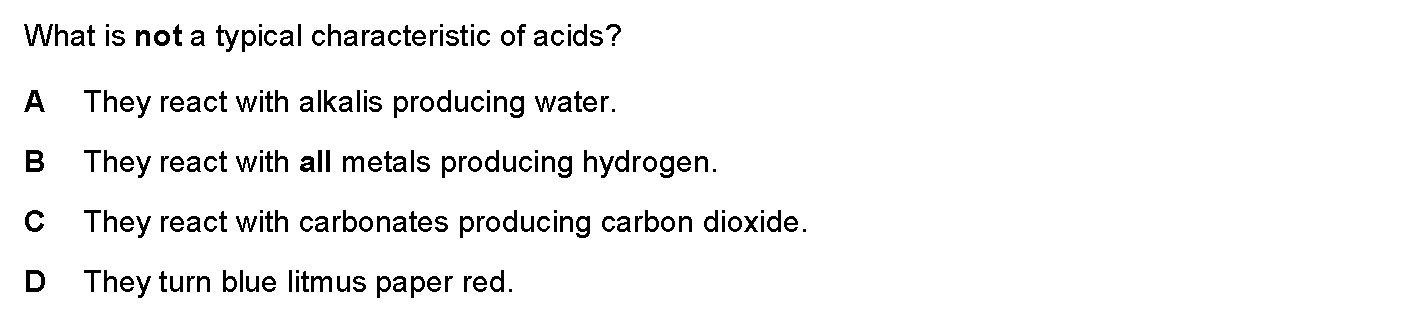 What is not a typical characteristic of acids?
A They react with alkalis producing water.
B They react with all metals producing hydrogen.
C They react with carbonates producing carbon dioxide.
D They turn blue litmus paper red.